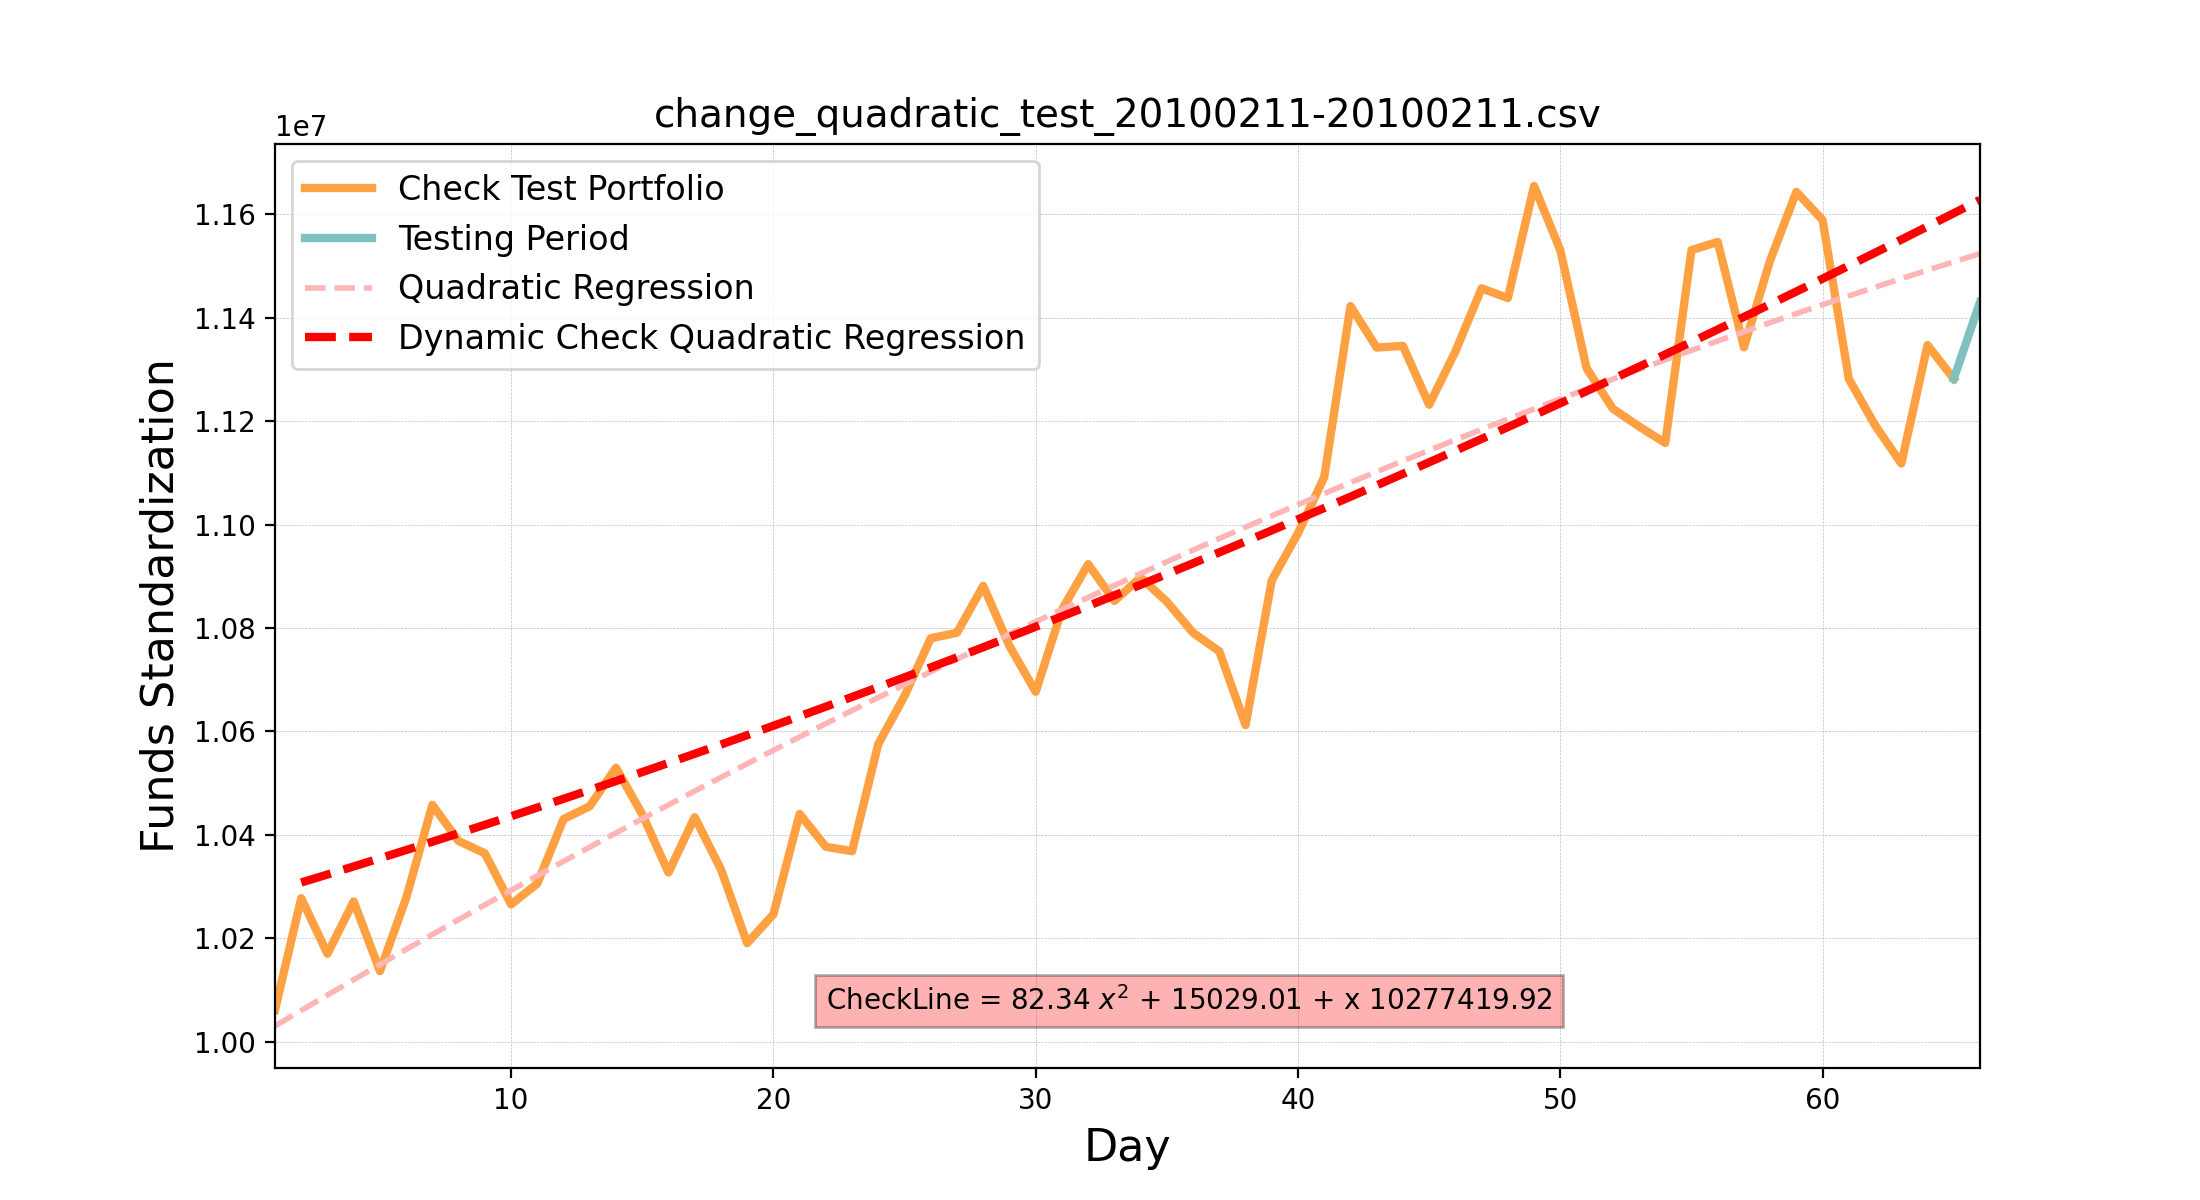 change_quadratic_test_20100211-20100211.csv
1e7
Check Test Portfolio
Testing Period
Quadratic Regression
Dynamic Check Quadratic Regression
1.16
1.14
1.12
1.10
1.08
1.06
1.04
1.02
1.00
Funds Standardization
CheckLine = 82.34 x² + 15029.01 + x 10277419.92
10 20 30 40 50 60
Day